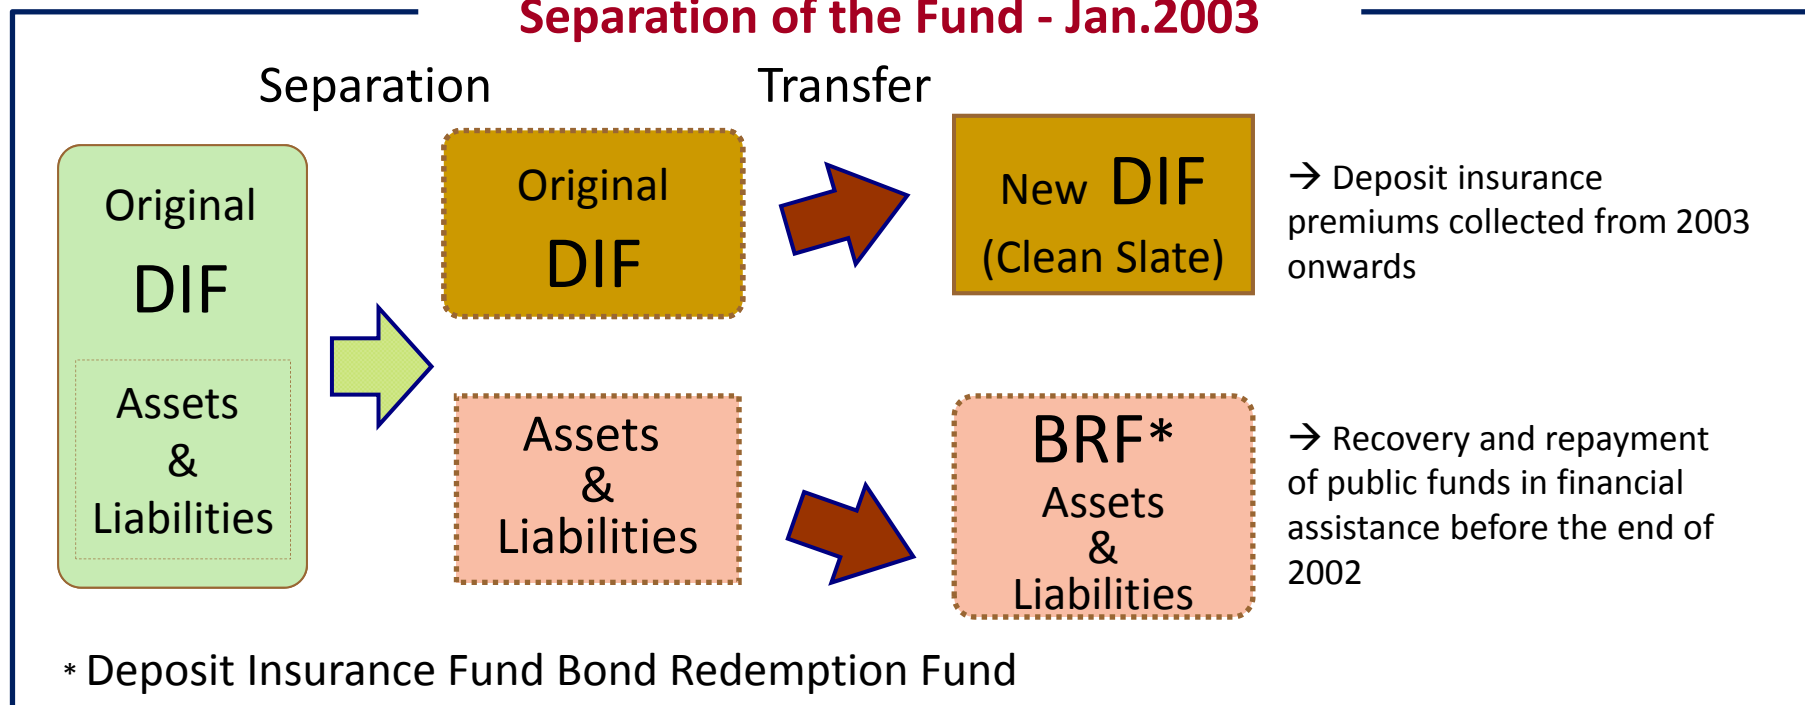 Separation of the Fund - Jan.2003
Separation
Transfer
Original
DIF
Assets
&
Liabilities
Original
DIF
Assets
&
Liabilities
New DIF
(Clean Slate)
→ Deposit insurance
premiums collected from 2003
onwards
BRF*
Assets
&
Liabilities
→ Recovery and repayment
of public funds in financial
assistance before the end of
2002
* Deposit Insurance Fund Bond Redemption Fund